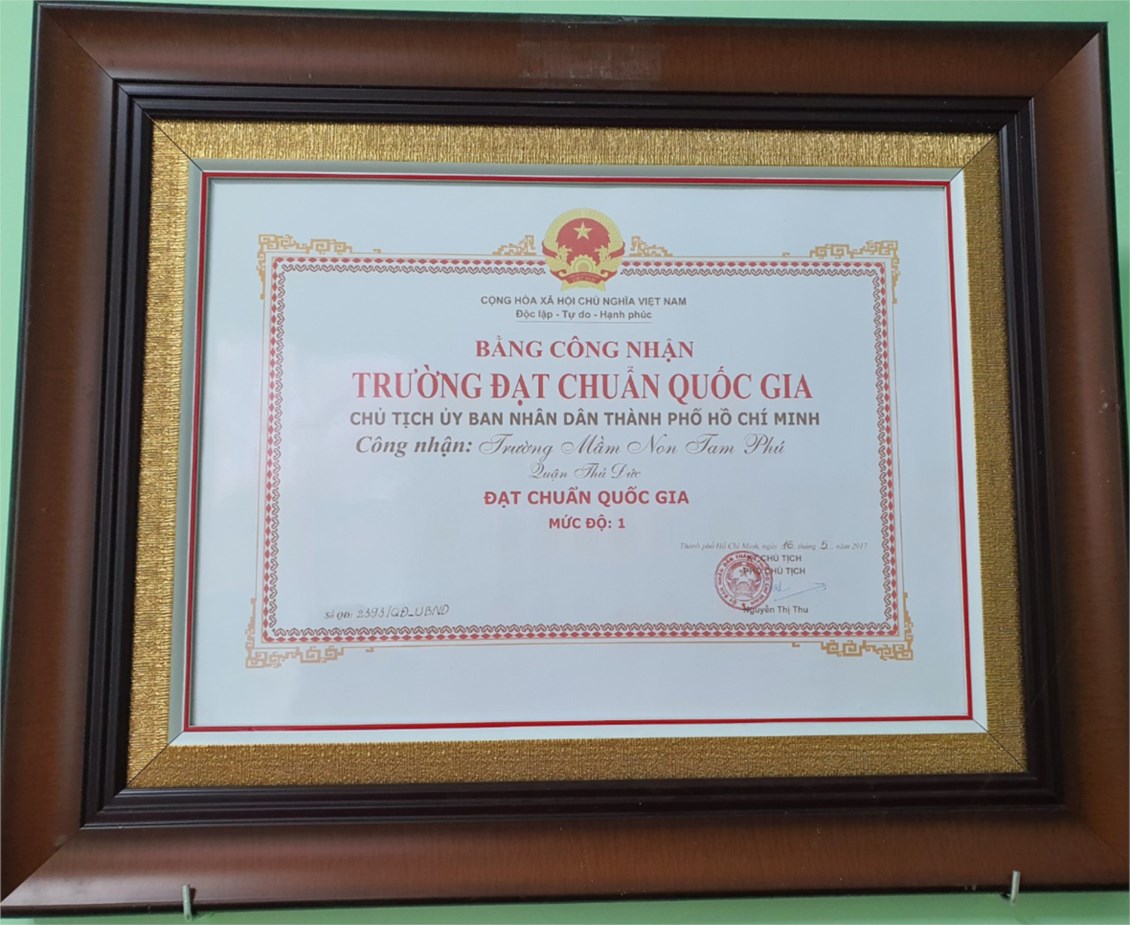 CỘNG HÒA XÃ HỘI CHỦ NGHĨA VIỆT NAM
Độc lập - Tự do - Hạnh phúc
BẰNG CÔNG NHẬN
TRƯỜNG ĐẠT CHUẨN QUỐC GIA
CHỦ TỊCH ỦY BAN NHÂN DÂN THÀNH PHỐ HỒ CHÍ MINH
Công nhận: Trường Mầm Non Tam Phú
Quận Thủ Đức
ĐẠT CHUẨN QUỐC GIA
MỨC ĐỘ: 1
Thành phố Hồ Chí Minh, ngày 16 tháng 5 năm 2017
KT.CHỦ TỊCH
PHÓ CHỦ TỊCH
Nguyễn Thị Thu
Số QĐ: 2393/QĐ_UBND